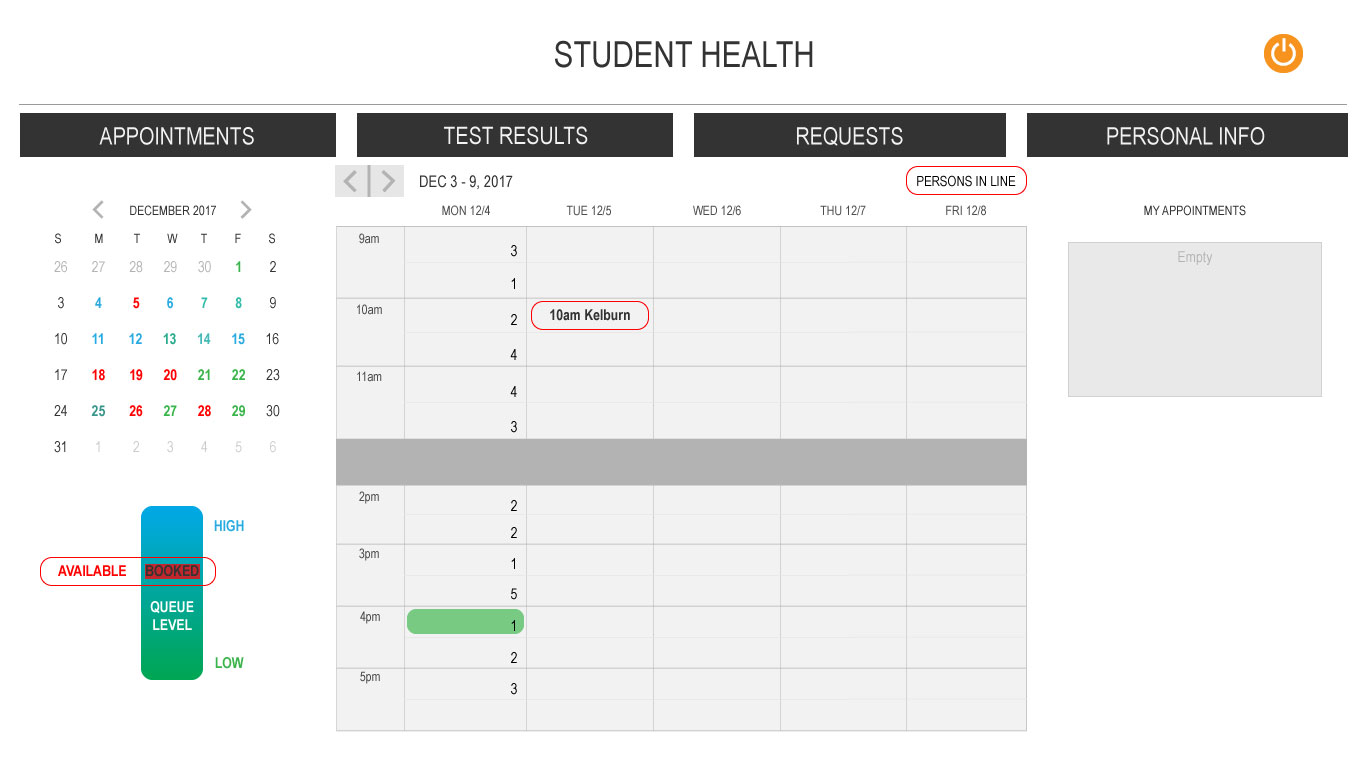 STUDENT HEALTH
APPOINTMENTS
TEST RESULTS
REQUESTS
PERSONAL INFO
DECEMBER 2017
S M T W T F S
26 27 28 29 30 1 2
3 4 5 6 7 8 9
10 11 12 13 14 15 16
17 18 19 20 21 22 23
24 25 26 27 28 29 30
31 1 2 3 4 5 6
HIGH
AVAILABLE BOOKED
QUEUE
LEVEL
LOW
DEC 3 - 9, 2017
PERSONS IN LINE
MON 12/4 TUE 12/5 WED 12/6 THU 12/7 FRI 12/8
9am 3
1
10am 2 10am Kelburn
4
11am 4
3
2pm 2
2
3pm 1
5
4pm 1
2
5pm 3
MY APPOINTMENTS
Empty